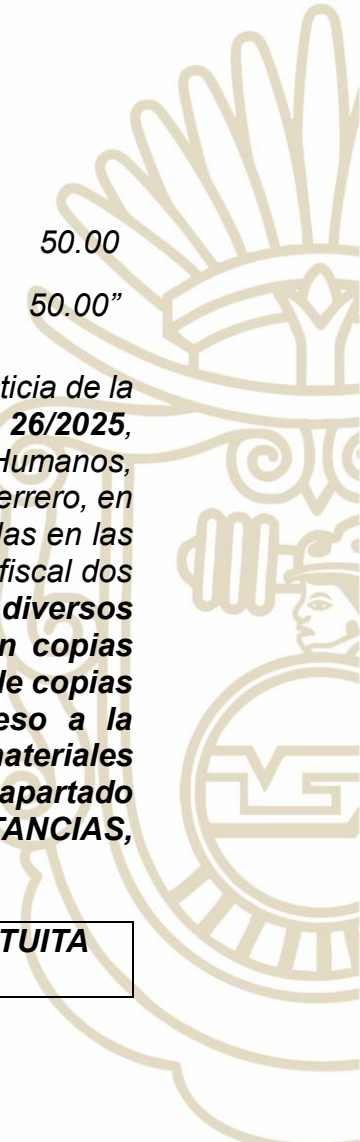 50.00
50.00”
ticia de la
26/2025,
Humanos,
errero, en
las en las
fiscal dos
diversos
n copias
de copias
eso a la
materiales
apartado
TANCIAS,
TUITA